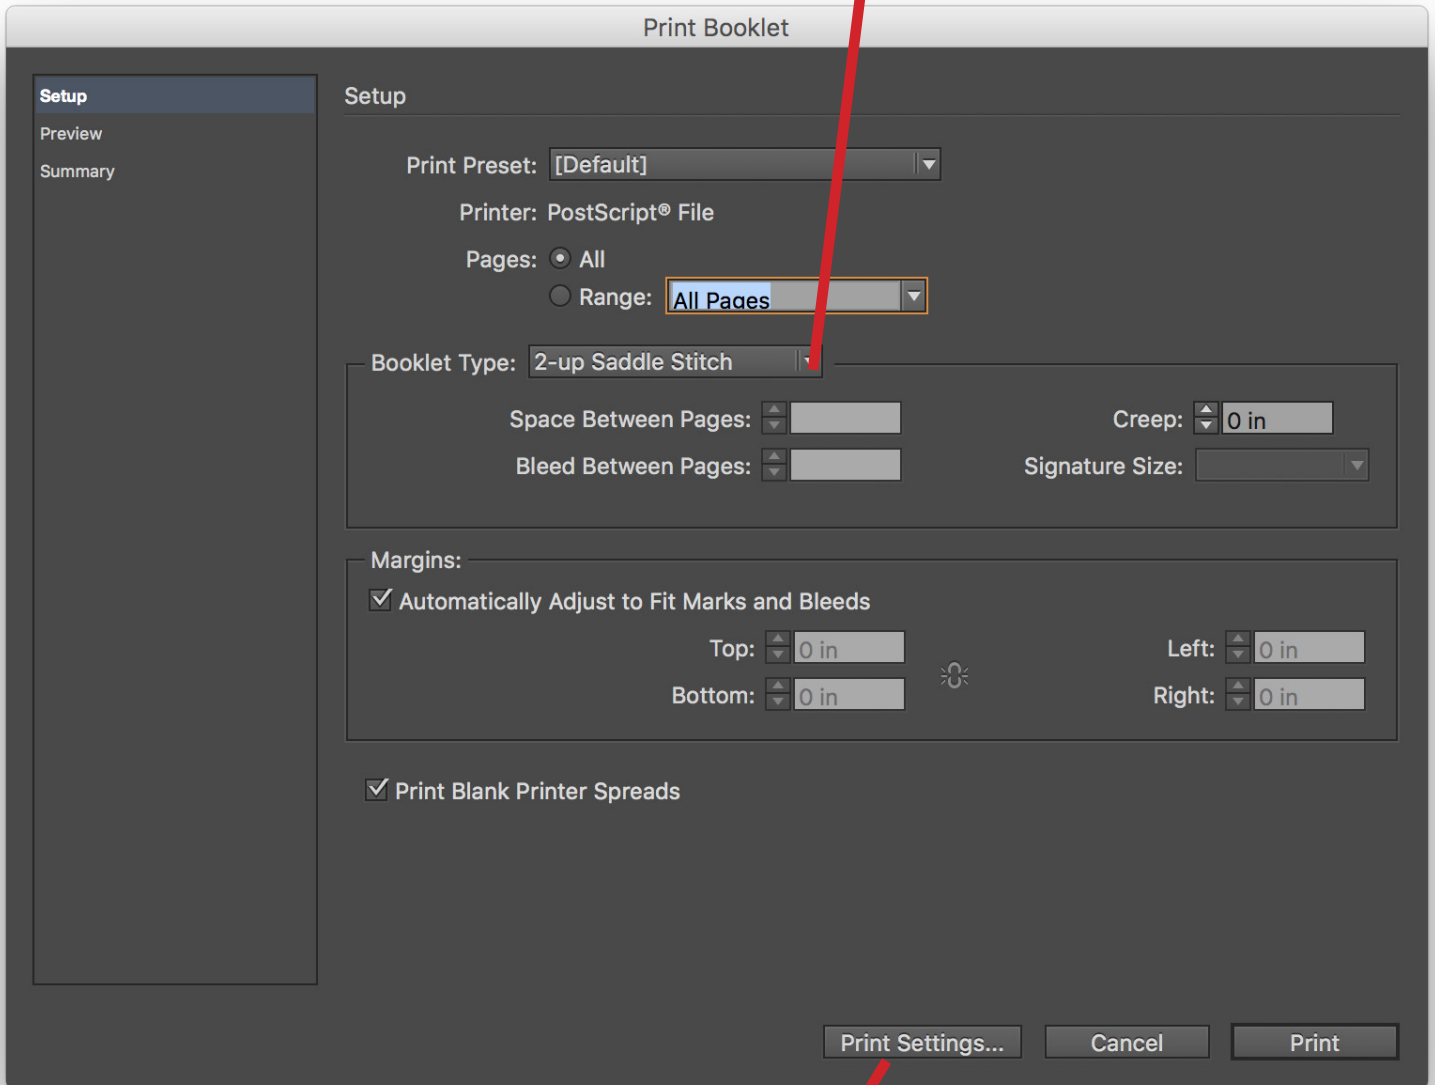 Print Booklet
Setup
Preview
Summary
Setup
Print Preset: [Default]
Printer: PostScript® File
Pages: All
Range: All Pages
Booklet Type: 2-up Saddle Stitch
Space Between Pages:
Creep: 0 in
Bleed Between Pages:
Signature Size:
Margins:
Automatically Adjust to Fit Marks and Bleeds
Top: 0 in
Left: 0 in
Bottom: 0 in
Right: 0 in
Print Blank Printer Spreads
Print Settings... Cancel Print